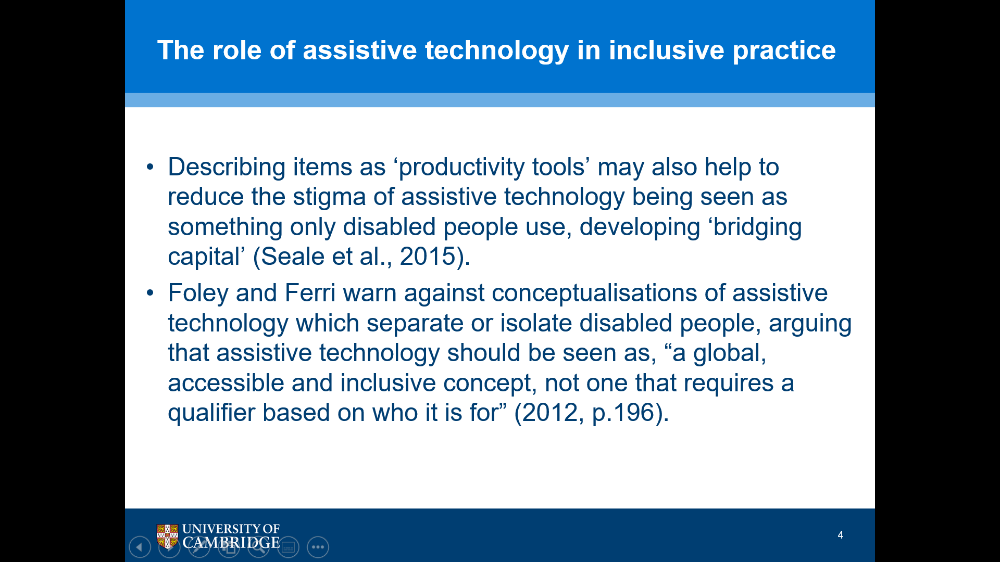 The role of assistive technology in inclusive practice
• Describing items as ‘productivity tools’ may also help to
reduce the stigma of assistive technology being seen as
something only disabled people use, developing ‘bridging
capital’ (Seale et al., 2015).
• Foley and Ferri warn against conceptualisations of assistive
technology which separate or isolate disabled people, arguing
that assistive technology should be seen as, “a global,
accessible and inclusive concept, not one that requires a
qualifier based on who it is for” (2012, p.196).
UNIVERSITY OF
CAMBRIDGE
4